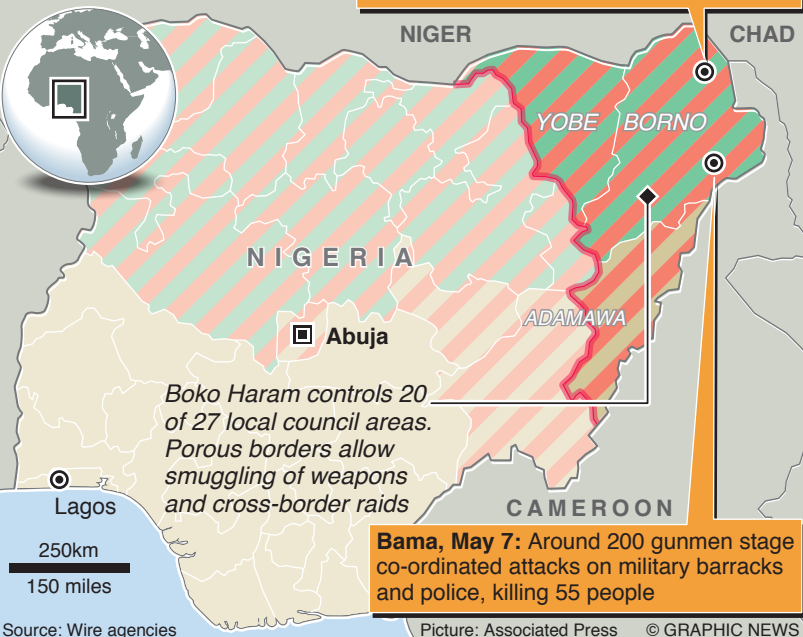 NIGER
CHAD
YOBE
BORNO
NIGERIA
ADAMAWA
Abuja
Boko Haram controls 20
of 27 local council areas.
Porous borders allow
smuggling of weapons
and cross-border raids
Lagos
CAMEROON
250km
150 miles
Bama, May 7: Around 200 gunmen stage
co-ordinated attacks on military barracks
and police, killing 55 people
Source: Wire agencies
Picture: Associated Press
© GRAPHIC NEWS